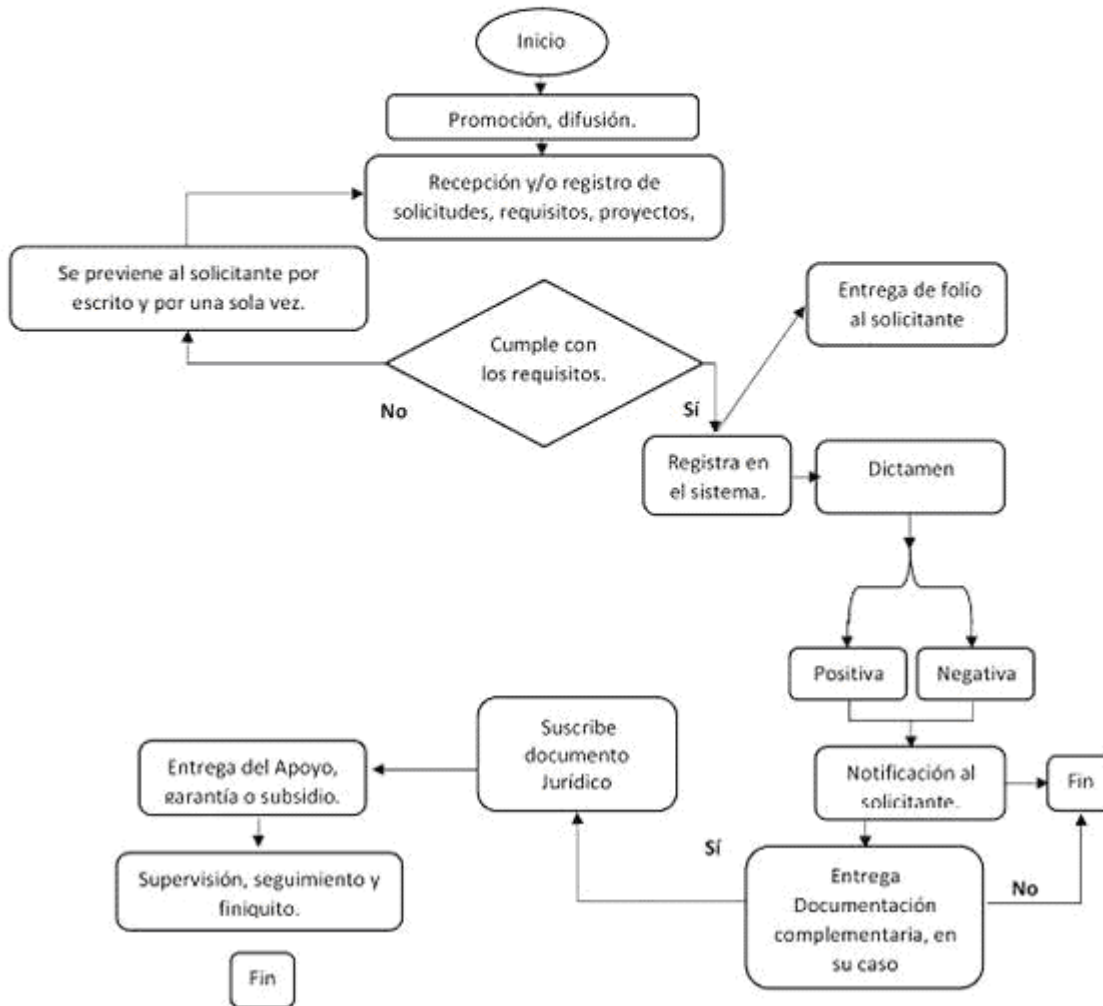 Inicio
Promoción, difusión.
Recepción y/o registro de
solicitudes, requisitos, proyectos,
Se previene al solicitante por
escrito y por una sola vez.
Entrega de folio
al solicitante
Cumple con
los requisitos.
No
Sí
Registra en
el sistema.
Dictamen
Positiva
Negativa
Suscribe
documento
Jurídico
Entrega del Apoyo,
garantía o subsidio.
Notificación al
solicitante.
Fin
Sí
Entrega
Documentación
complementaria, en
su caso
No
Supervisión, seguimiento y
finiquito.
Fin